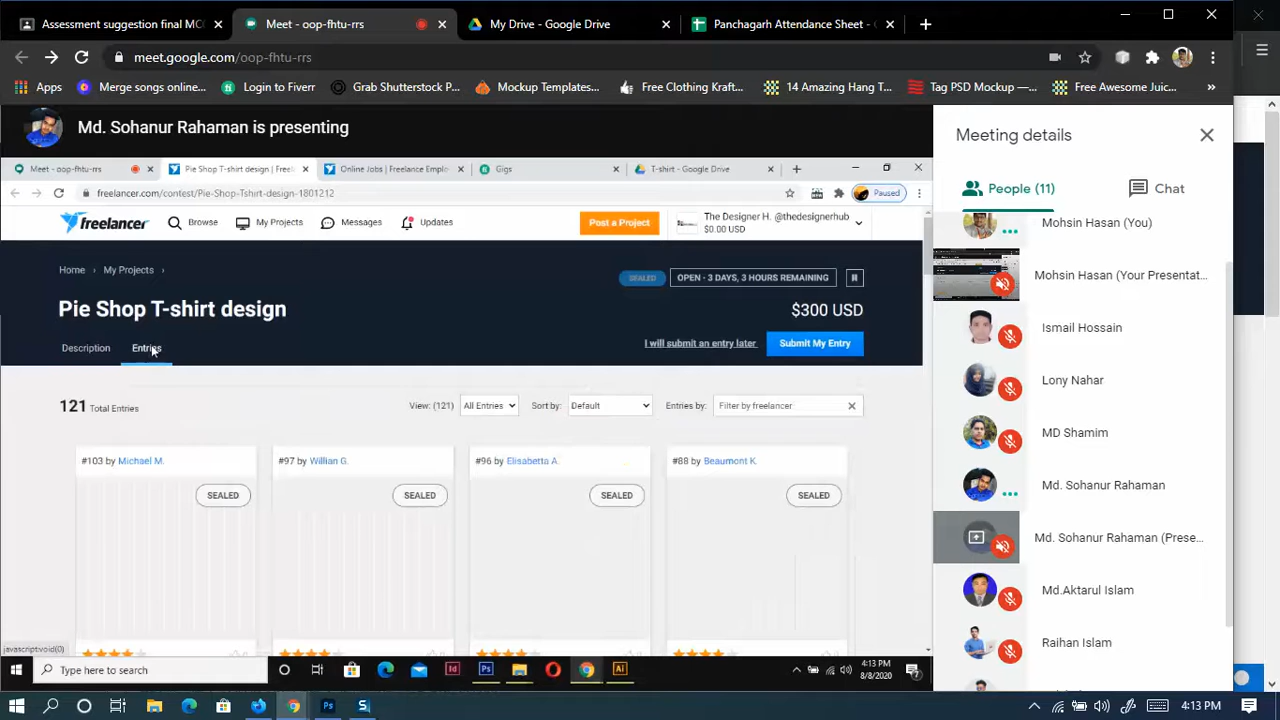 Assessment suggestion final MC
Meet - oop-fhtu-rrs
My Drive - Google Drive
Panchagarh Attendance Sheet -
meet.google.com/oop-fhtu-rrs
Apps
Merge songs online...
Login to Fiverr
Grab Shutterstock P...
Mockup Templates...
Free Clothing Kraft...
14 Amazing Hang T...
Tag PSD Mockup —...
Free Awesome Juic...
Md. Sohanur Rahaman is presenting
Meeting details
People (11)
Chat
Meet - oop-fhtu-rrs
Pie Shop T-shirt design | Free
Online Jobs | Freelance Emplo
Gigs
T-shirt - Google Drive
freelancer.com/contest/Pie-Shop-Tshirt-design-1801212
Paused
freelancer
Browse
My Projects
Messages
Updates
Post a Project
The Designer H. @thedesignerhub
$0.00 USD
Home
My Projects
SEALED
OPEN - 3 DAYS, 3 HOURS REMAINING
Pie Shop T-shirt design
$300 USD
Description
Entries
I will submit an entry later
Submit My Entry
121 Total Entries
View: (121)
All Entries
Sort by:
Default
Entries by:
Filter by freelancer
#103 by Michael M.
#97 by Willian G.
#96 by Elisabetta A.
#88 by Beaumont K.
SEALED
SEALED
SEALED
SEALED
javascript:void(0)
Mohsin Hasan (You)
Mohsin Hasan (Your Presentat...
Ismail Hossain
Lony Nahar
MD Shamim
Md. Sohanur Rahaman
Md. Sohanur Rahaman (Prese...
Md.Aktarul Islam
Raihan Islam
Type here to search
4:13 PM
8/8/2020
4:13 PM